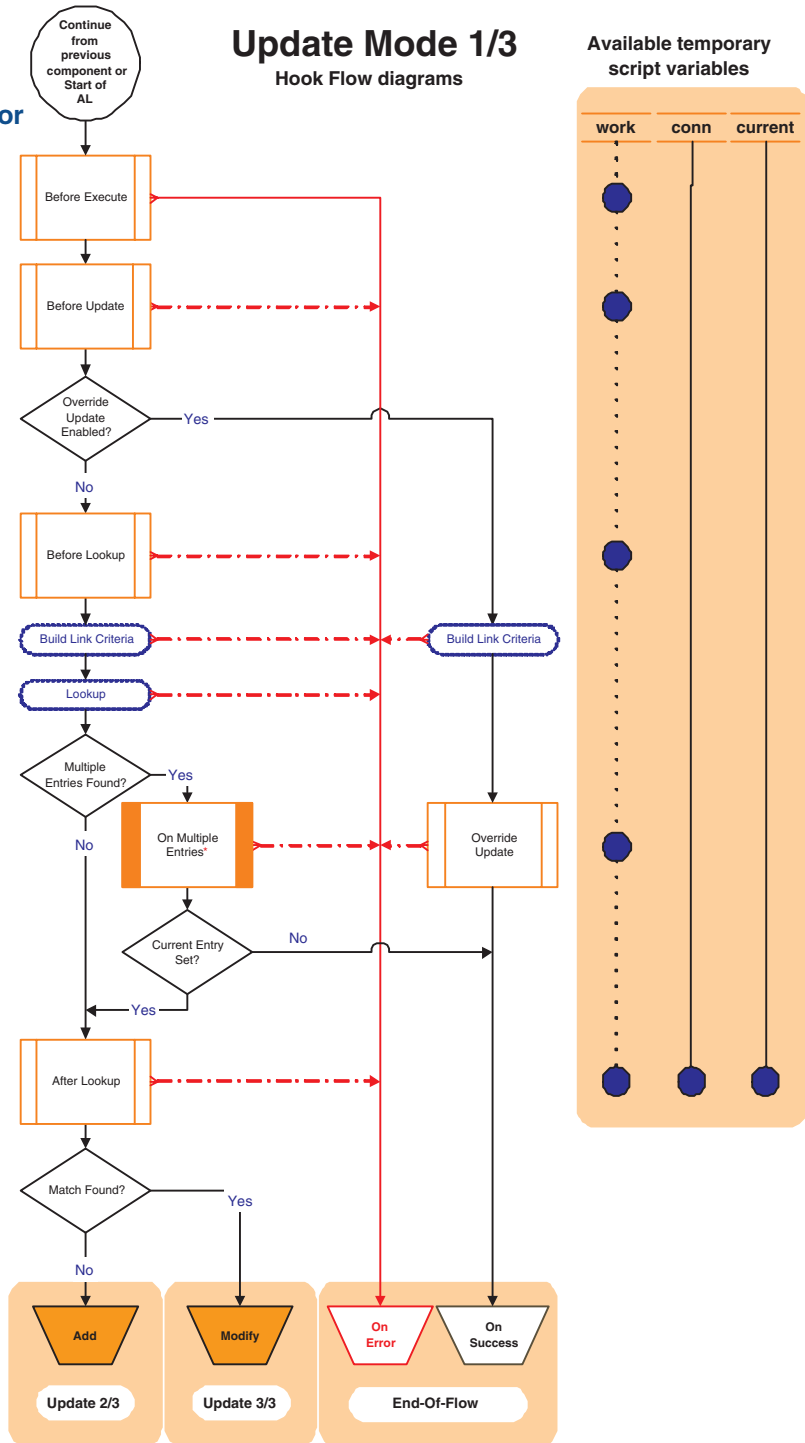 Continue
from
previous
component or
Start of
AL
or
Update Mode 1/3
Hook Flow diagrams
Available temporary
script variables
work
conn
current
Before Execute
Before Update
Override
Update
Enabled?
Yes
No
Before Lookup
Build Link Criteria
Build Link Criteria
Lookup
Multiple
Entries Found?
Yes
No
On Multiple
Entries*
Override
Update
Current Entry
Set?
No
Yes
After Lookup
Match Found?
Yes
No
Add
Modify
On
Error
On
Success
Update 2/3
Update 3/3
End-Of-Flow